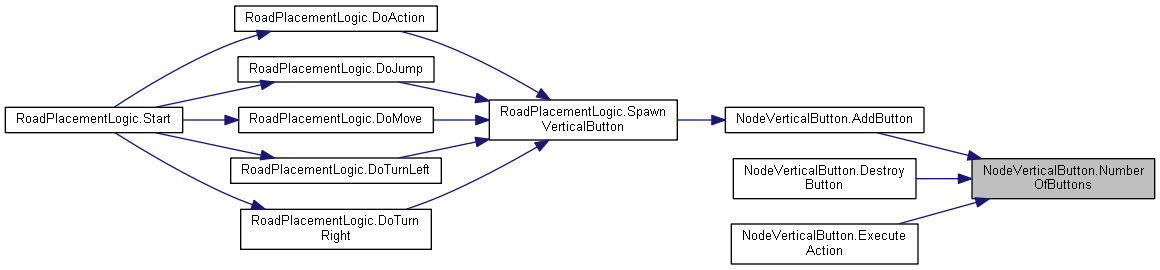 RoadPlacementLogic.DoAction
RoadPlacementLogic.DoJump
RoadPlacementLogic.Start
RoadPlacementLogic.DoMove
RoadPlacementLogic.DoTurnLeft
RoadPlacementLogic.DoTurn
Right
RoadPlacementLogic.Spawn
VerticalButton
NodeVerticalButton.AddButton
NodeVerticalButton.Destroy
Button
NodeVerticalButton.Execute
Action
NodeVerticalButton.Number
OfButtons